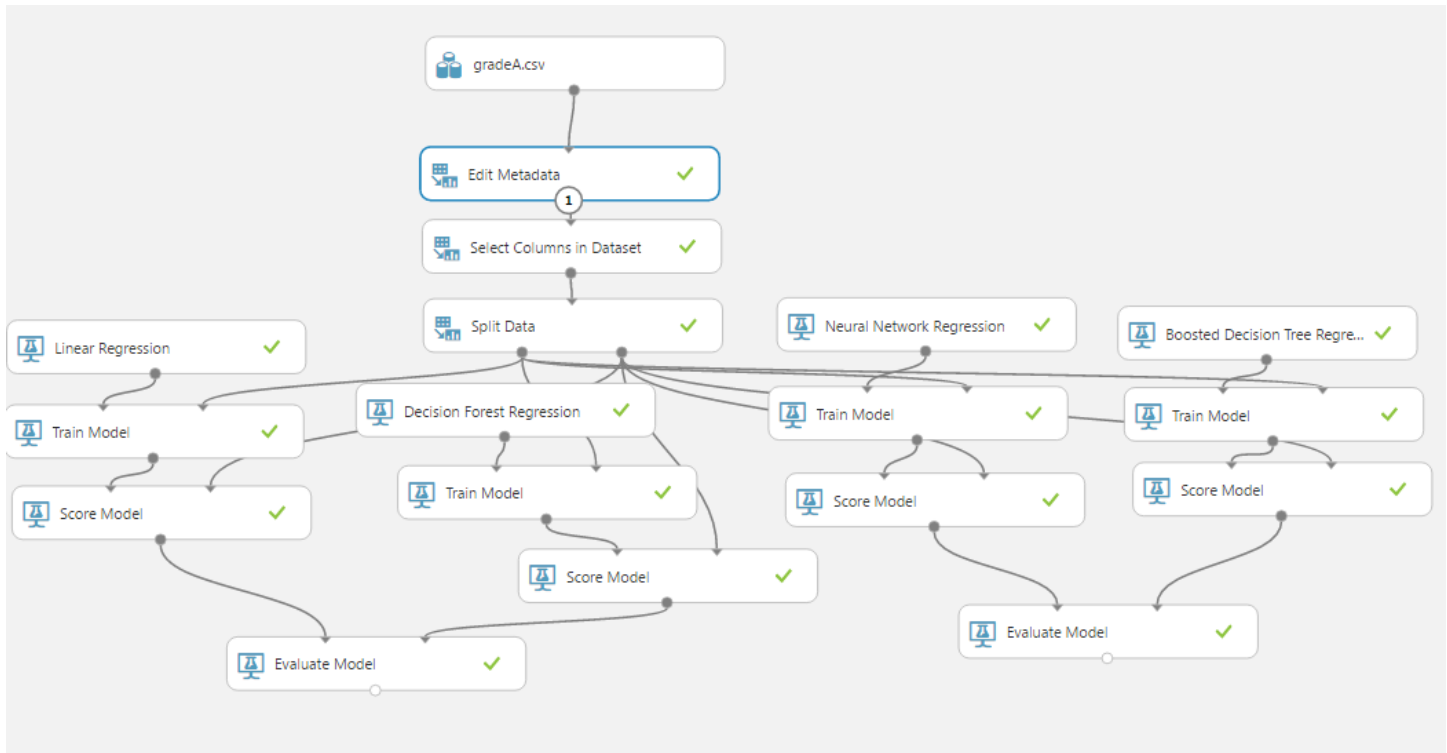 gradeA.csv
Edit Metadata
1
Select Columns in Dataset
Split Data
Linear Regression
Neural Network Regression
Boosted Decision Tree Regre...
Train Model
Decision Forest Regression
Train Model
Train Model
Score Model
Train Model
Score Model
Score Model
Score Model
Evaluate Model
Evaluate Model